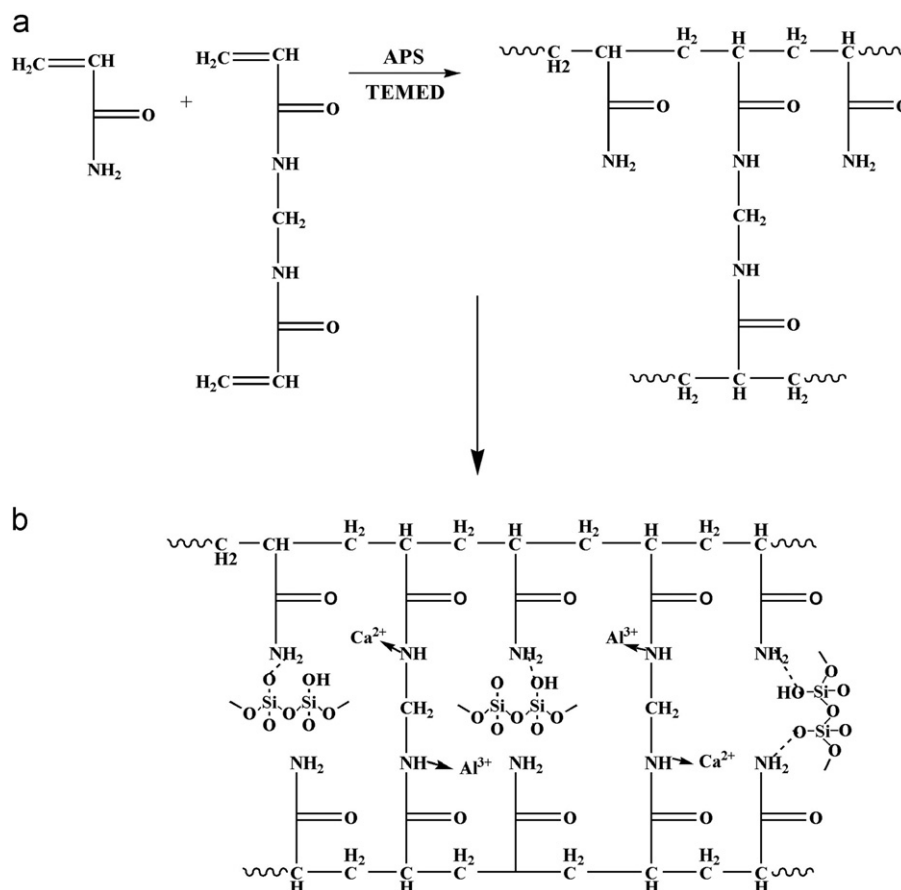 a
H₂C CH H₂C CH APS TEMED CH H₂C H C H₂C H C
C H2
+
O O O O O
NH₂ NH NH₂ NH NH₂
CH₂ CH₂
NH NH
O O
H₂C CH C H₂ C H C H₂
b
C H2 CH H₂ C H C H₂ C H C H₂ C H C H₂ C H C
O O O O O
NH₂ Ca²⁺ NH NH₂ Al³⁺ NH NH₂
O OH O OH HO Si O O
O Si O Si O CH₂ O Si O Si O CH₂ O
O O O O O Si O O
NH₂ NH Al³⁺ NH₂ NH Ca²⁺ NH₂
O O O O O
C H H₂ C C H H₂ C H₂ C C H H₂ C C H